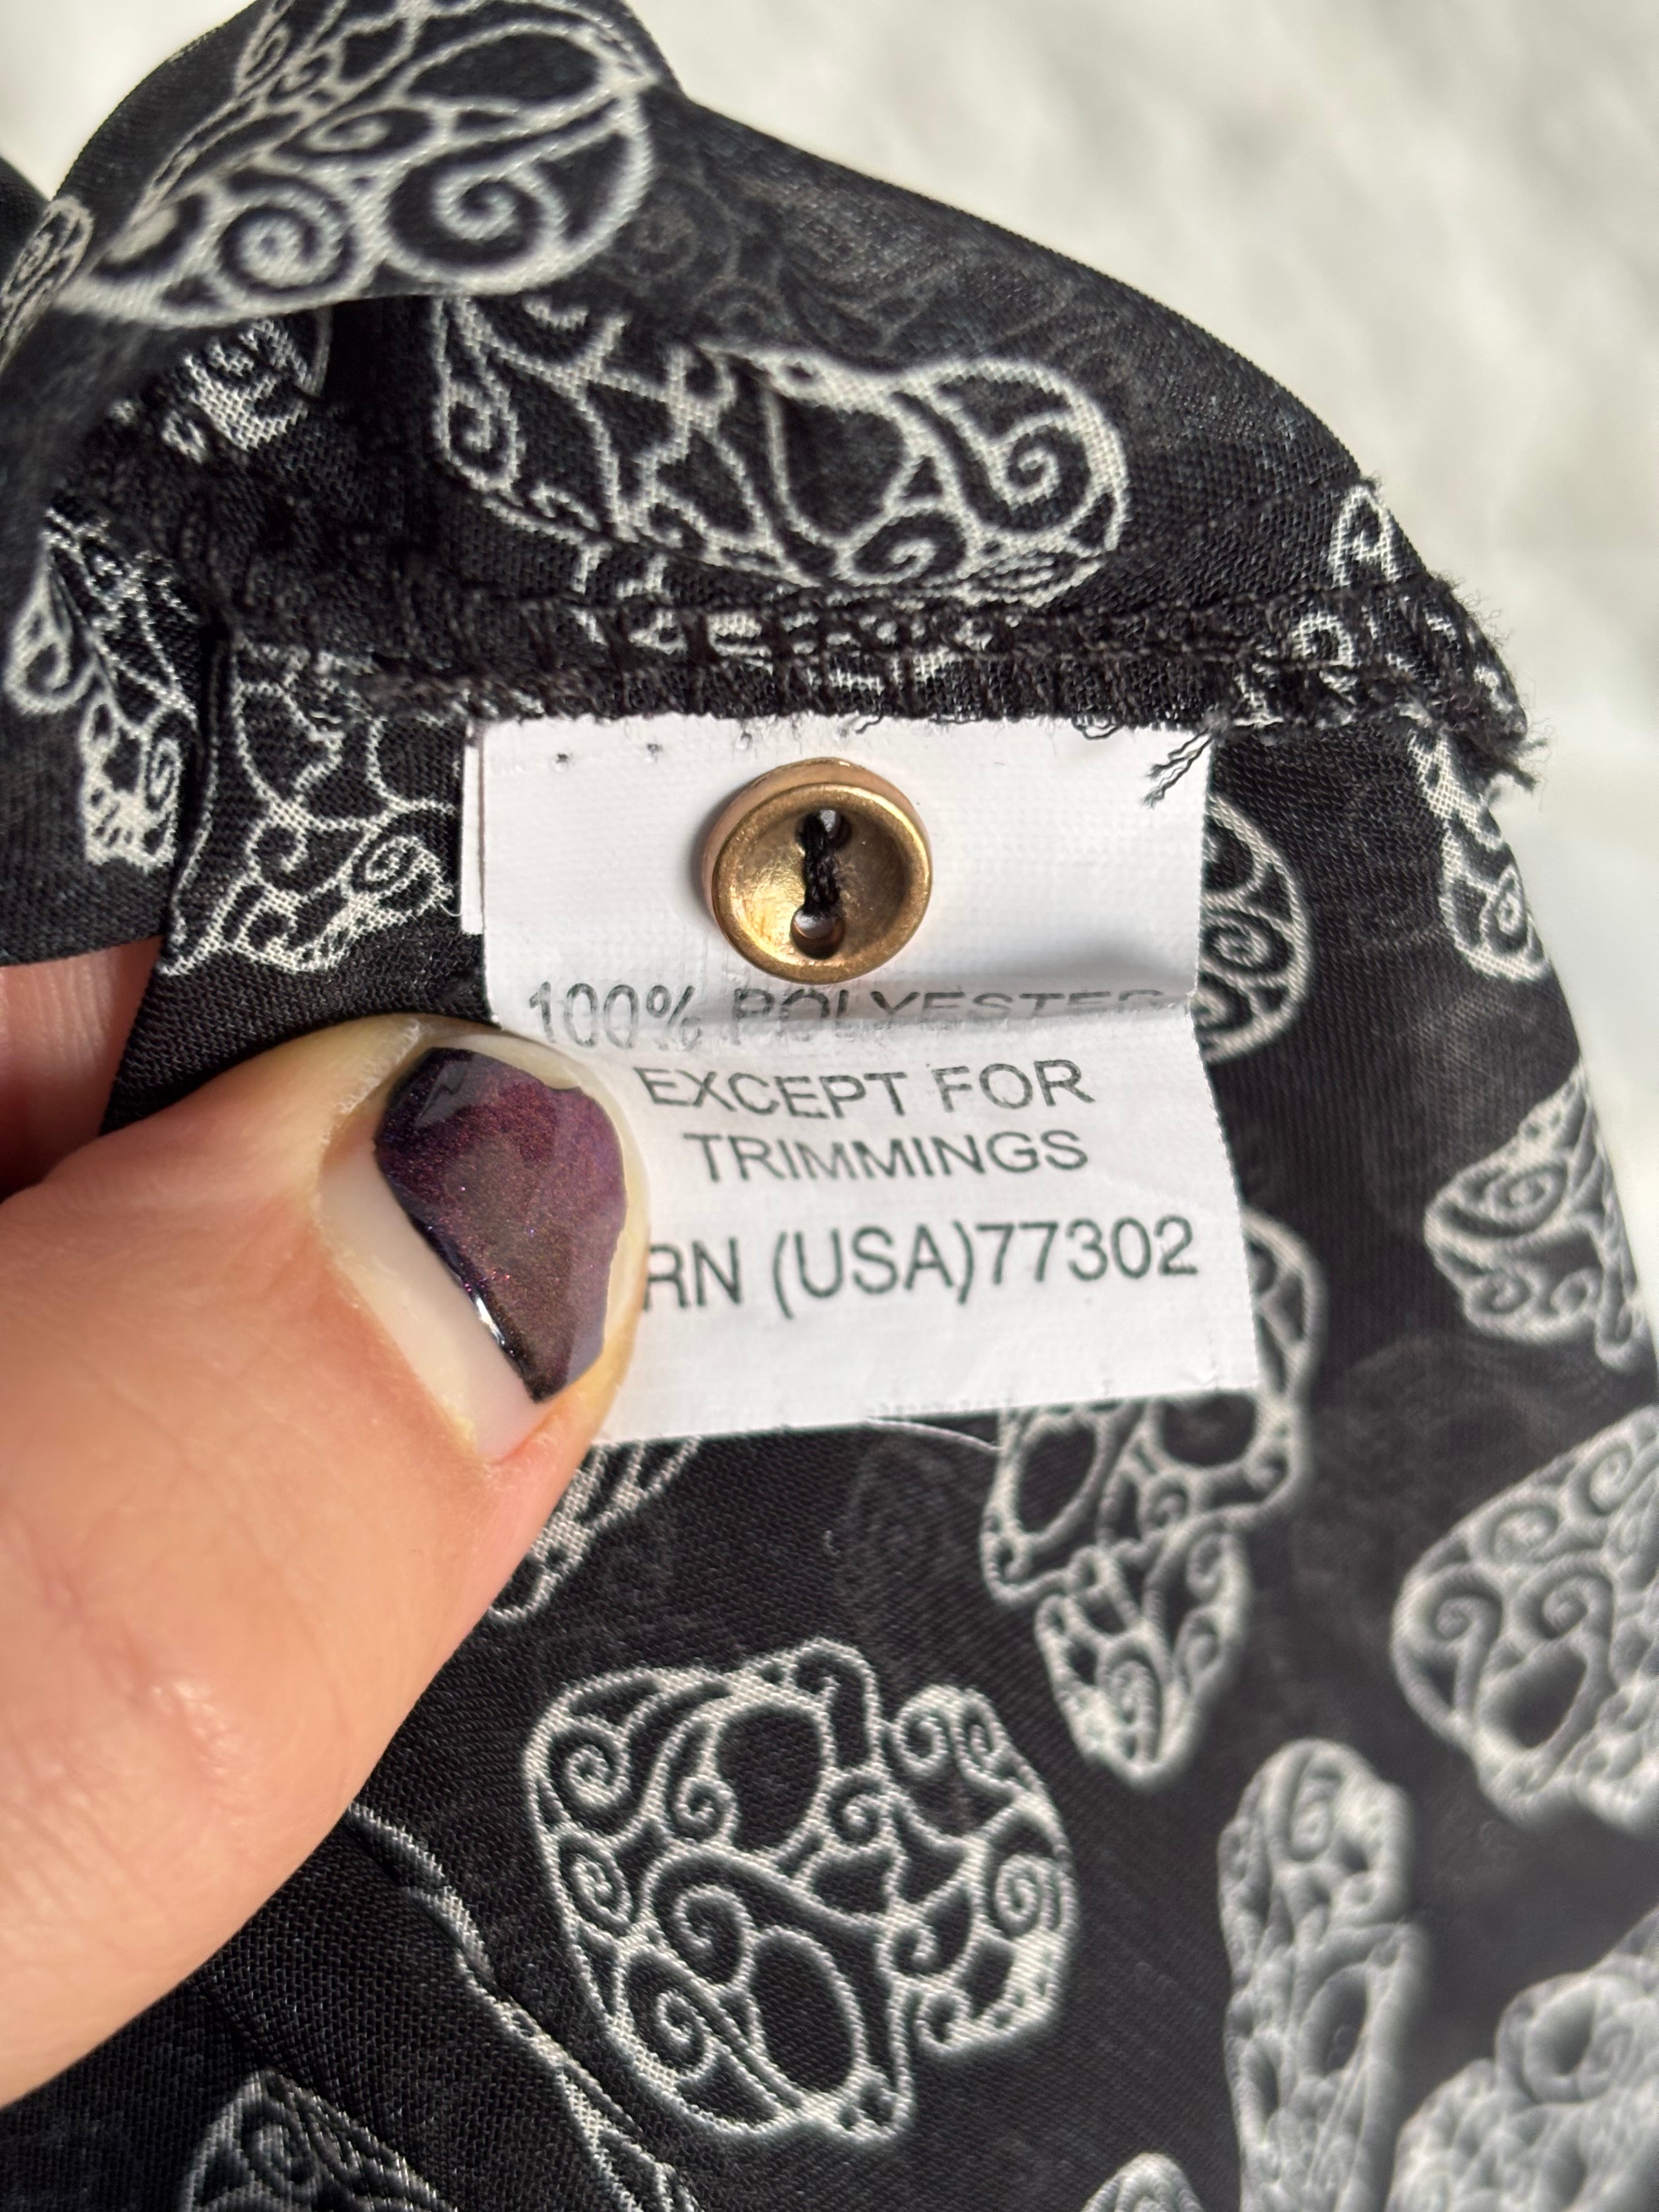 100% POLYESTER
EXCEPT FOR
TRIMMINGS
RN (USA)77302